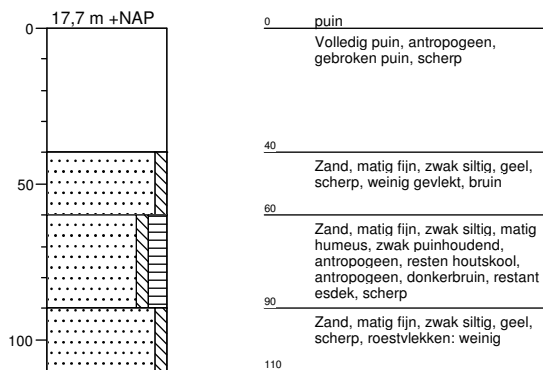 17,7 m +NAP
0
50
100
0
puin
Volledig puin, antropogeen,
gebroken puin, scherp
40
Zand, matig fijn, zwak siltig, geel,
scherp, weinig gevlekt, bruin
60
Zand, matig fijn, zwak siltig, matig
humeus, zwak puinhoudend,
antropogeen, resten houtskool,
antropogeen, donkerbruin, restant
esdek, scherp
90
Zand, matig fijn, zwak siltig, geel,
scherp, roestvlekken: weinig
110